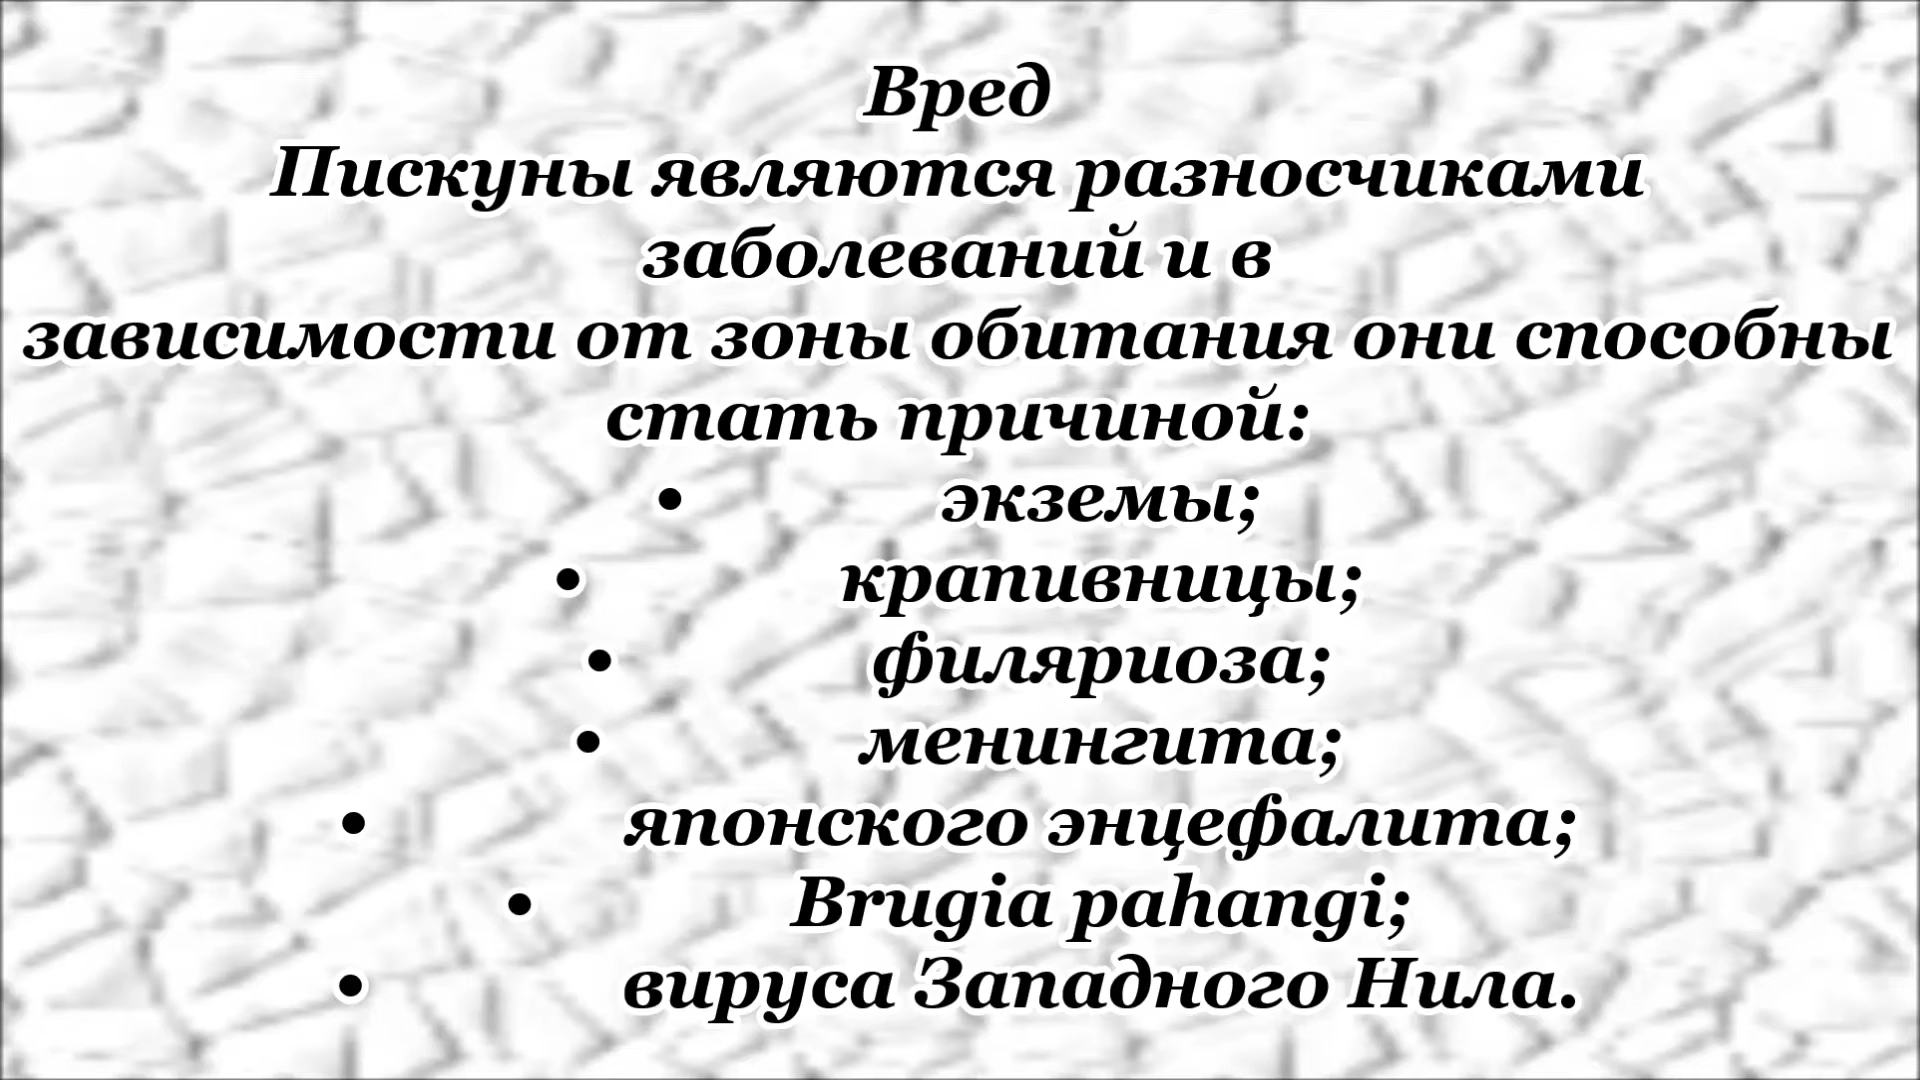 Вред
Пискуны являются разносчиками
заболеваний и в
зависимости от зоны обитания они способны
стать причиной:
• экземы;
• крапивницы;
• филяриоза;
• менингита;
• японского энцефалита;
• Brugia pahangi;
• вируса Западного Нила.